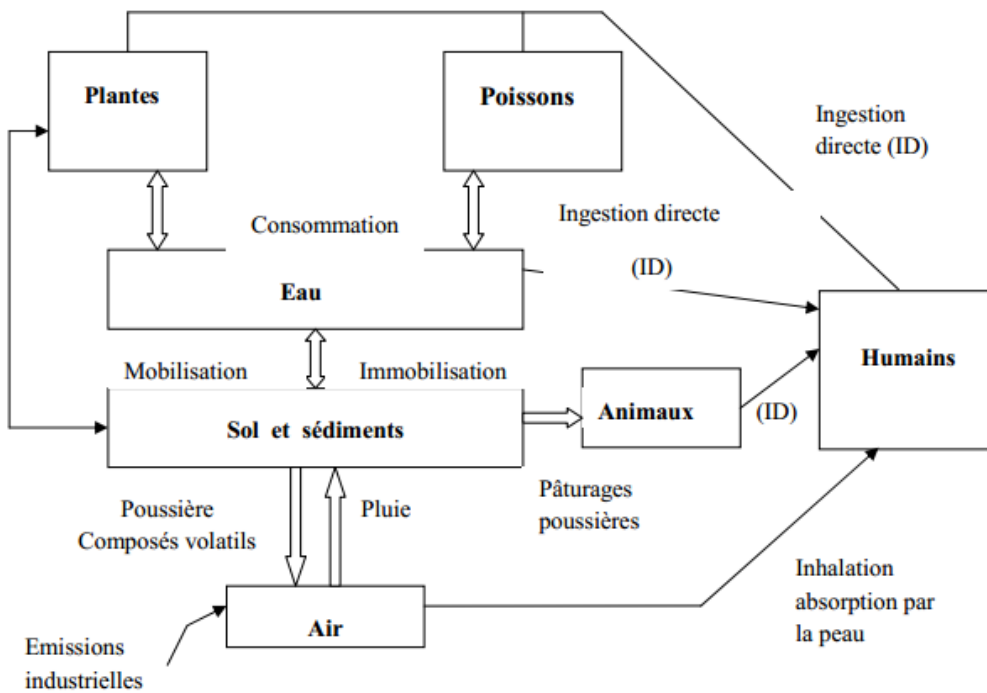 Plantes
Poissons
Ingestion
directe (ID)
Consommation
Ingestion directe
(ID)
Eau
Humains
Mobilisation
Immobilisation
Animaux
(ID)
Sol et sédiments
Poussière
Composés volatils
Pluie
Pâturages
poussières
Inhalation
absorption par
la peau
Air
Emissions
industrielles